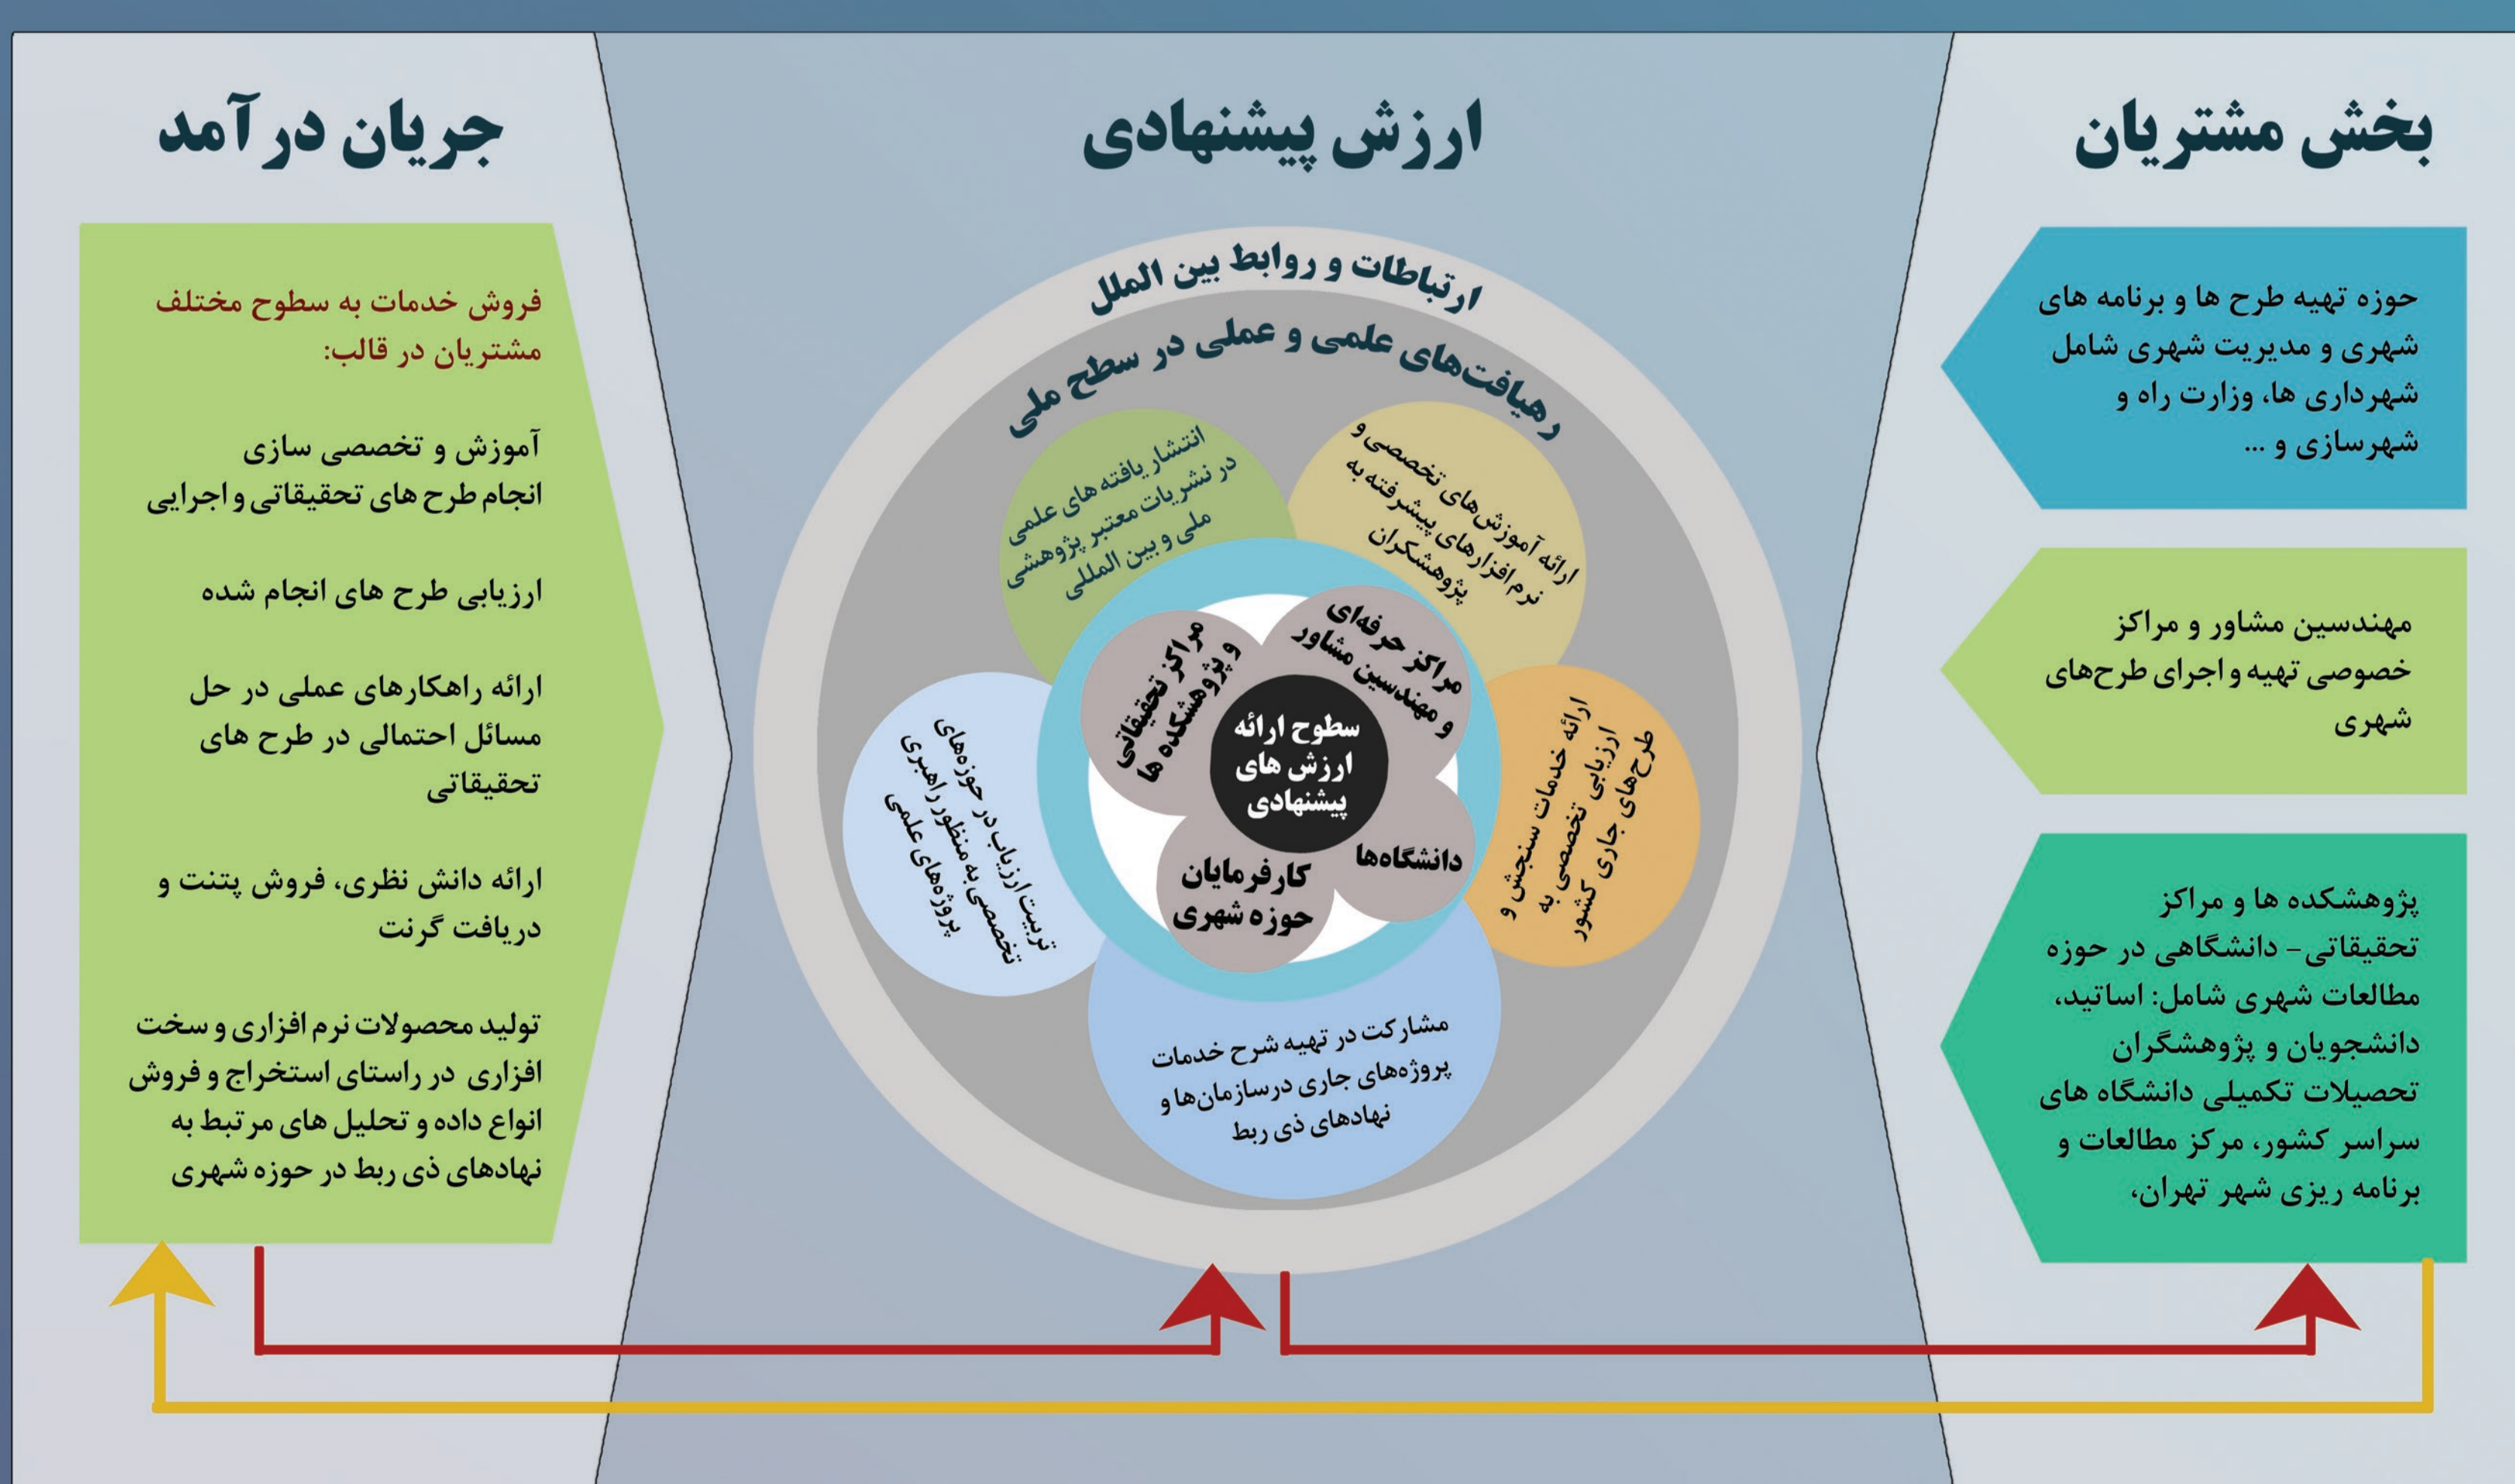 بخش مشتریان
حوزه تهیه طرح ها و برنامه های
شهری و مدیریت شهری شامل
شهرداری ها، وزارت راه و
شهرسازی و ...
مهندسین مشاور و مراکز
خصوصی تهیه و اجرای طرح‌های
شهری
پژوهشکده ها و مراکز
تحقیقاتی- دانشگاهی در حوزه
مطالعات شهری شامل: اساتید،
دانشجویان و پژوهشگران
تحصیلات تکمیلی دانشگاه های
سراسر کشور، مرکز مطالعات و
برنامه ریزی شهر تهران،
ارزش پیشنهادی
ارتباطات و روابط بین الملل
رهیافت‌های علمی و عملی در سطح ملی
ارائه آموزش‌های تخصصی و
نرم افزارهای پیشرفته به
پژوهشکران
انتشار یافته های علمی
در نشریات معتبر پژوهشی
ملی و بین المللی
ارائه خدمات سنجش و
ارزیابی تخصصی به
طرح‌های جاری کشور
تربیت ارزیاب در حوزه‌های
تخصصی به منظور راهبری
پروژه‌های علمی
مشارکت در تهیه شرح خدمات
پروژه‌های جاری درسازمان‌ها و
نهادهای ذی ربط
مراکز حرفه‌ای
و مهندسین مشاور
مراکز تحقیقاتی
و پژوهشکده ها
سطوح ارائه
ارزش های
پیشنهادی
دانشگاه‌ها
کارفرمایان
حوزه شهری
جریان درآمد
فروش خدمات به سطوح مختلف
مشتریان در قالب:
آموزش و تخصصی سازی
انجام طرح های تحقیقاتی و اجرایی
ارزیابی طرح های انجام شده
ارائه راهکارهای عملی در حل
مسائل احتمالی در طرح های
تحقیقاتی
ارائه دانش نظری، فروش پتنت و
دریافت گرنت
تولید محصولات نرم افزاری و سخت
افزاری در راستای استخراج و فروش
انواع داده و تحلیل های مرتبط به
نهادهای ذی ربط در حوزه شهری